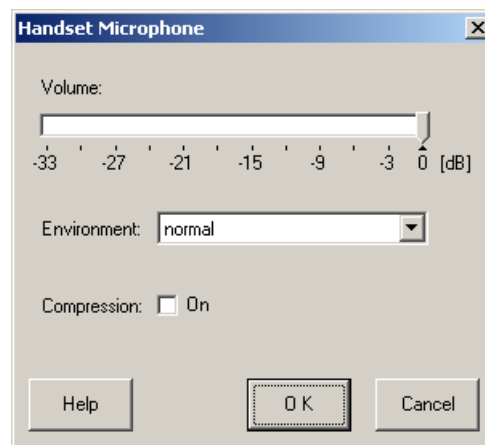 Handset Microphone
Volume:
-33 -27 -21 -15 -9 -3 0 [dB]
Environment: normal
Compression: On
Help OK Cancel